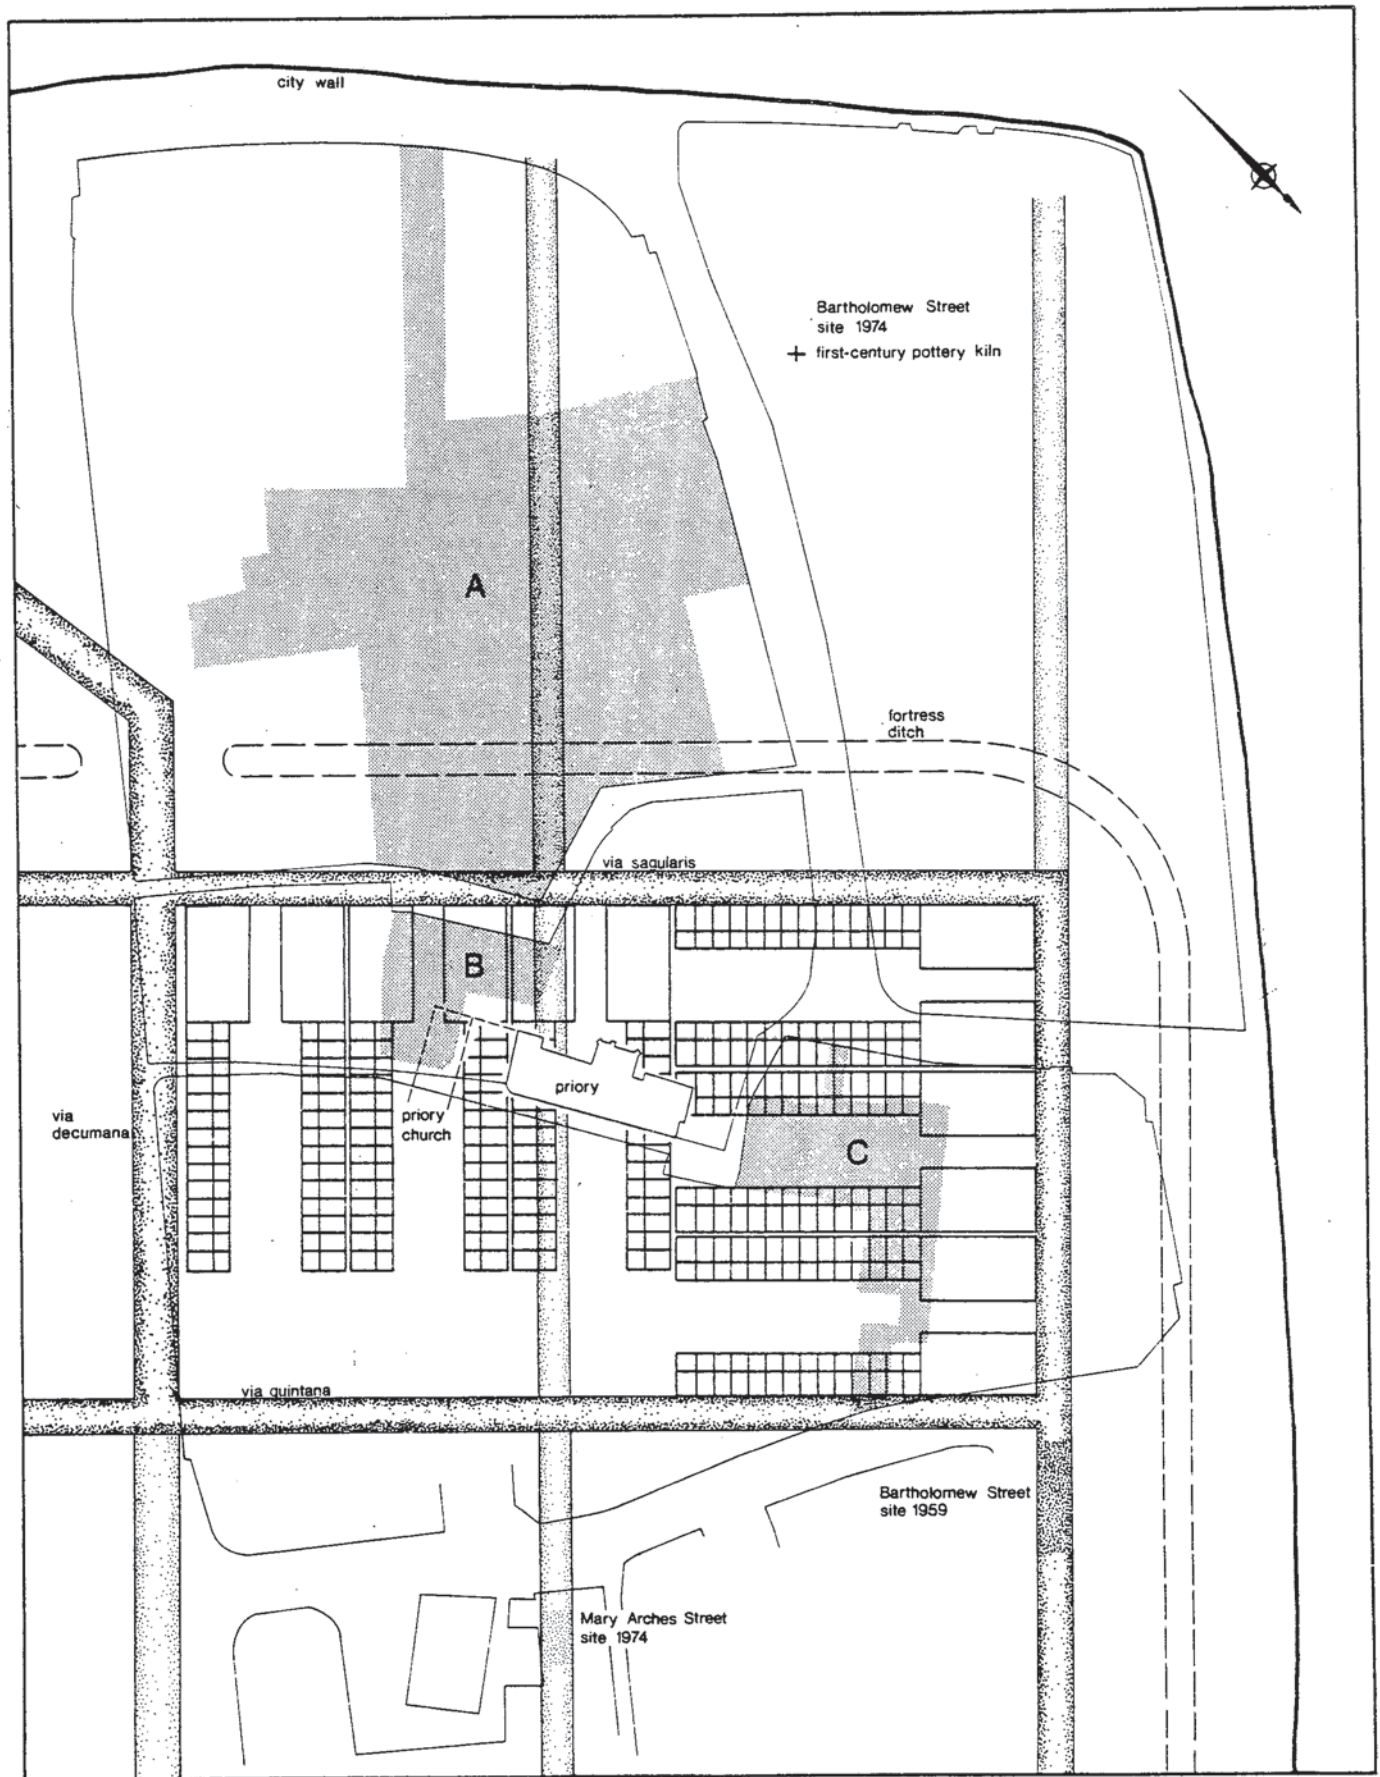 city wall
Bartholomew Street
site 1974
first-century pottery kiln
A
fortress
ditch
via sagularis
B
priory
via
decumana
priory
church
C
via quintana
Bartholomew Street
site 1959
Mary Arches Street
site 1974